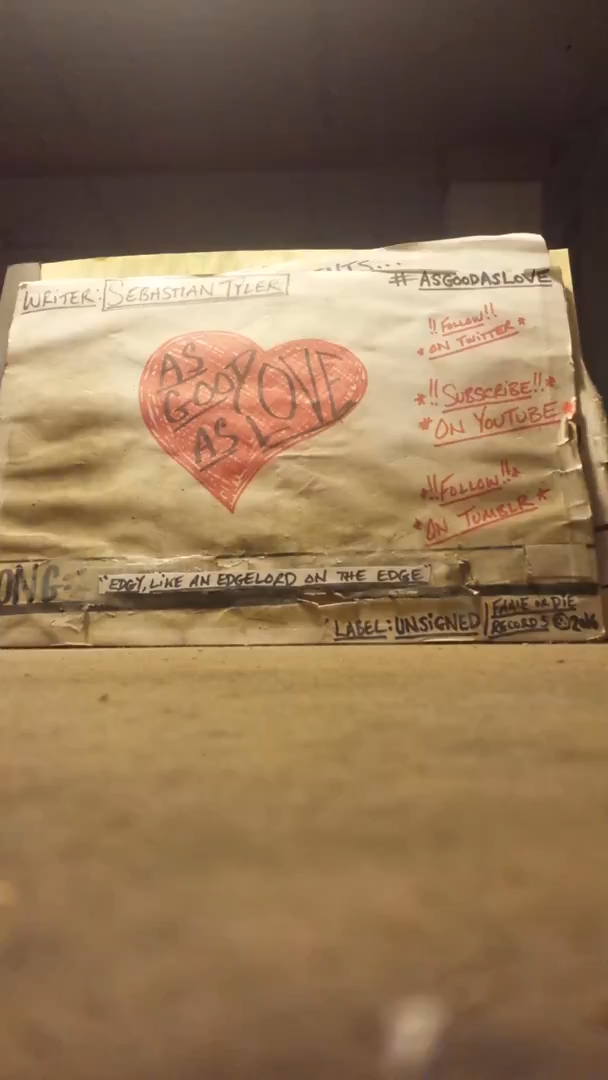 WRITER: SEBASTIAN TYLER
#ASGOODASLOVE
AS
GOOD
AS LOVE
!!FOLLOW!!
*ON TWITTER*
*!!SUBSCRIBE!!*
*ON YOUTUBE*
*!!FOLLOW!!*
*ON TUMBLR*
ONG:
"EDGY, LIKE AN EDGELORD ON THE EDGE"
LABEL: UNSIGNED / FAME OR DIE
RECORDS © 2016